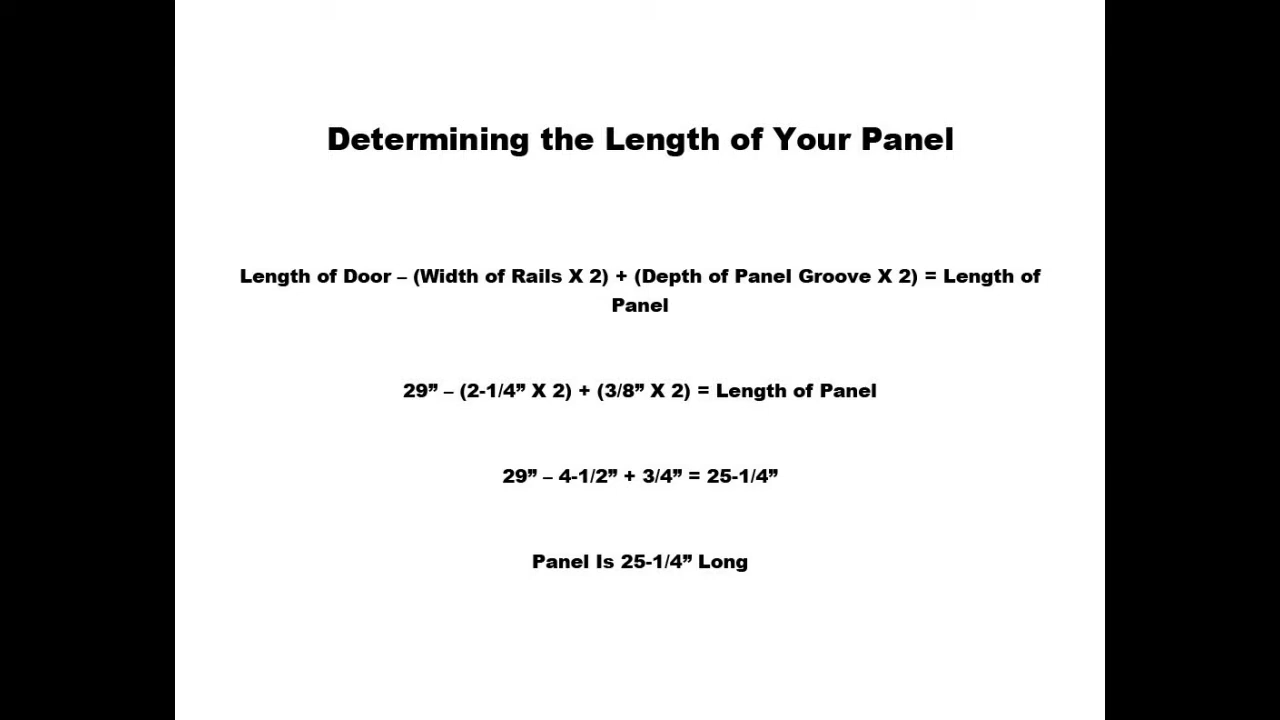 Determining the Length of Your Panel
Length of Door – (Width of Rails X 2) + (Depth of Panel Groove X 2) = Length of
Panel
29” – (2-1/4” X 2) + (3/8” X 2) = Length of Panel
29” – 4-1/2” + 3/4” = 25-1/4”
Panel Is 25-1/4” Long